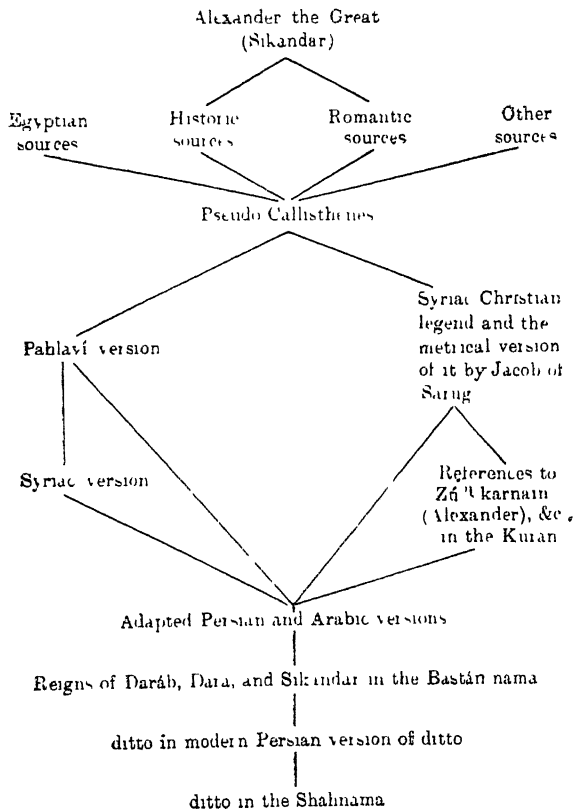 Alexander the Great
(Sikandar)
Egyptian
sources
Historic
sources
Romantic
sources
Other
sources
Pseudo Callisthenes
Pahlaví version
Syriac Christian
legend and the
metrical version
of it by Jacob of
Sarug
Syriac version
References to
Zú'l karnain
(Alexander), &c.
in the Kuran
Adapted Persian and Arabic versions
Reigns of Daráb, Dara, and Sikandar in the Bastán nama
ditto in modern Persian version of ditto
ditto in the Shahnama